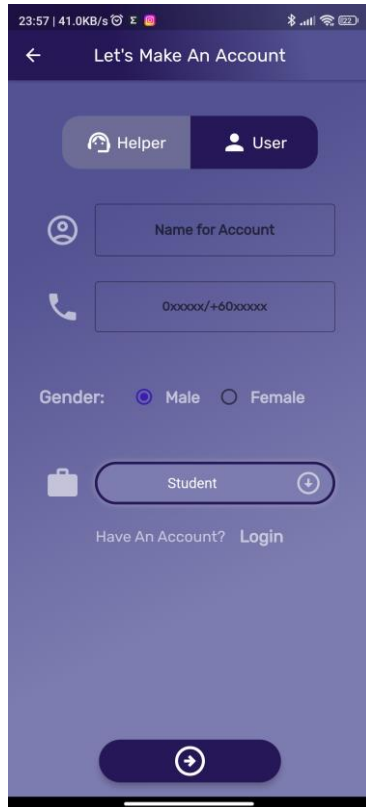 23:57 | 41.0KB/s
Let's Make An Account
Helper User
Name for Account
0xxxxx/+60xxxxx
Gender: Male Female
Student
Have An Account? Login